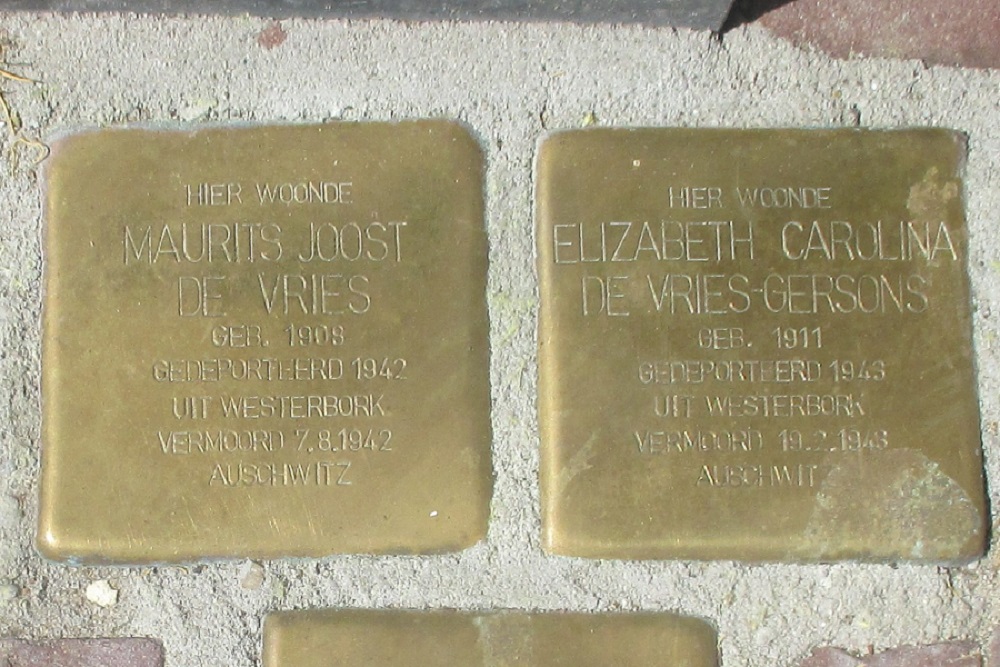 HIER WOONDE
MAURITS JOOST
DE VRIES
GEB. 1908
GEDEPORTEERD 1942
UIT WESTERBORK
VERMOORD 7.8.1942
AUSCHWITZ
HIER WOONDE
ELIZABETH CAROLINA
DE VRIES-GERSONS
GEB. 1911
GEDEPORTEERD 1943
UIT WESTERBORK
VERMOORD 19.2.1943
AUSCHWITZ